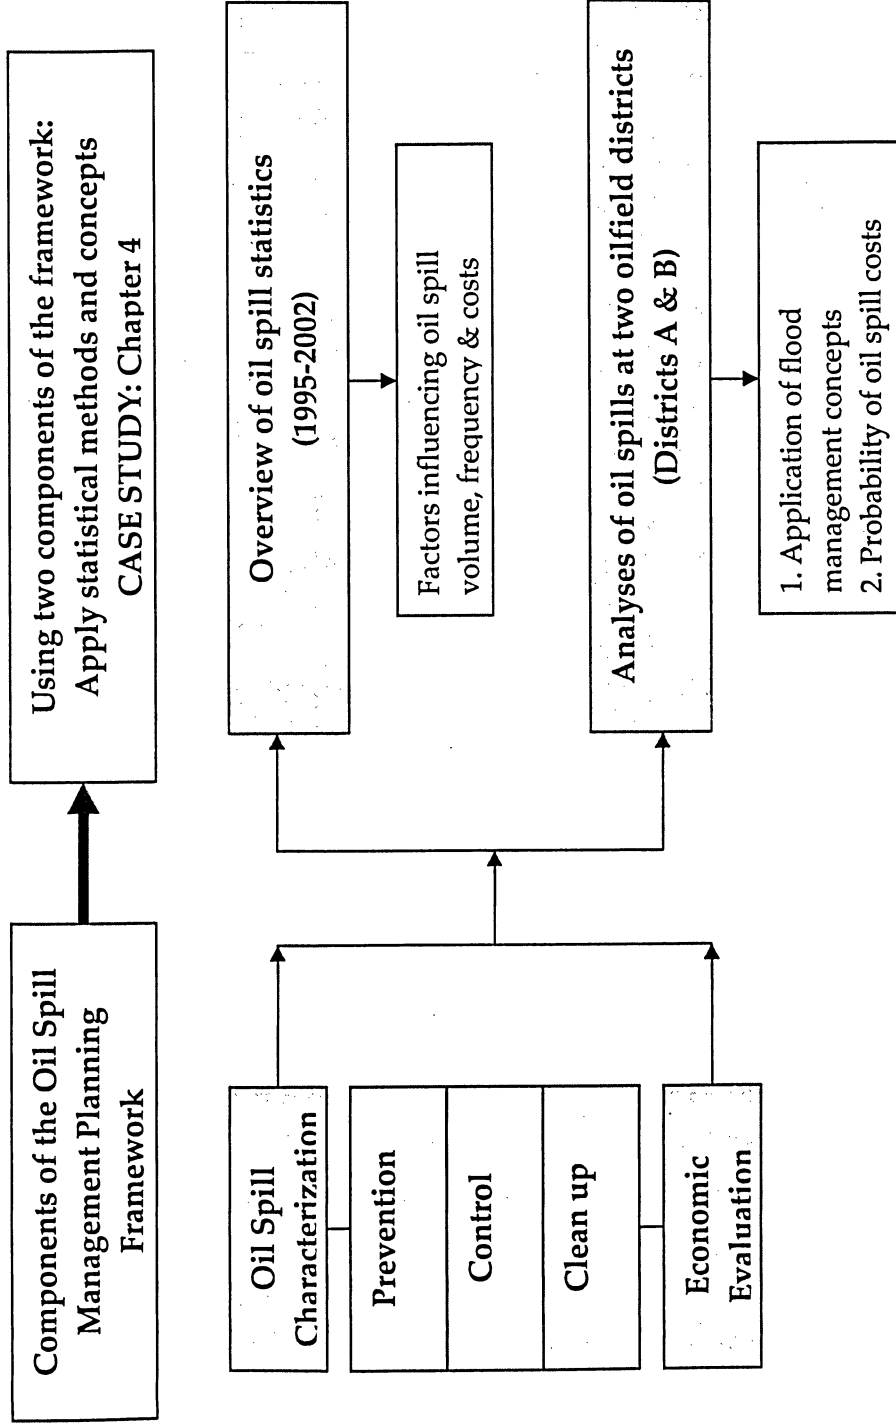 Components of the Oil Spill
Management Planning
Framework
Using two components of the framework:
Apply statistical methods and concepts
CASE STUDY: Chapter 4
Oil Spill
Characterization
Prevention
Control
Clean up
Economic
Evaluation
Overview of oil spill statistics
(1995-2002)
Factors influencing oil spill
volume, frequency & costs
Analyses of oil spills at two oilfield districts
(Districts A & B)
1. Application of flood
management concepts
2. Probability of oil spill costs